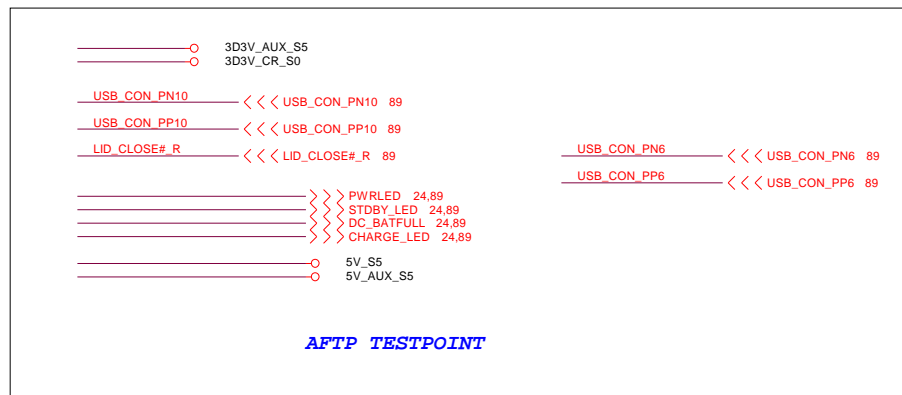 3D3V_AUX_S5
3D3V_CR_S0
USB_CON_PN10 USB_CON_PN10 89
USB_CON_PP10 USB_CON_PP10 89
LID_CLOSE#_R LID_CLOSE#_R 89
USB_CON_PN6 USB_CON_PN6 89
USB_CON_PP6 USB_CON_PP6 89
PWRLED 24,89
STDBY_LED 24,89
DC_BATFULL 24,89
CHARGE_LED 24,89
5V_S5
5V_AUX_S5
AFTP TESTPOINT